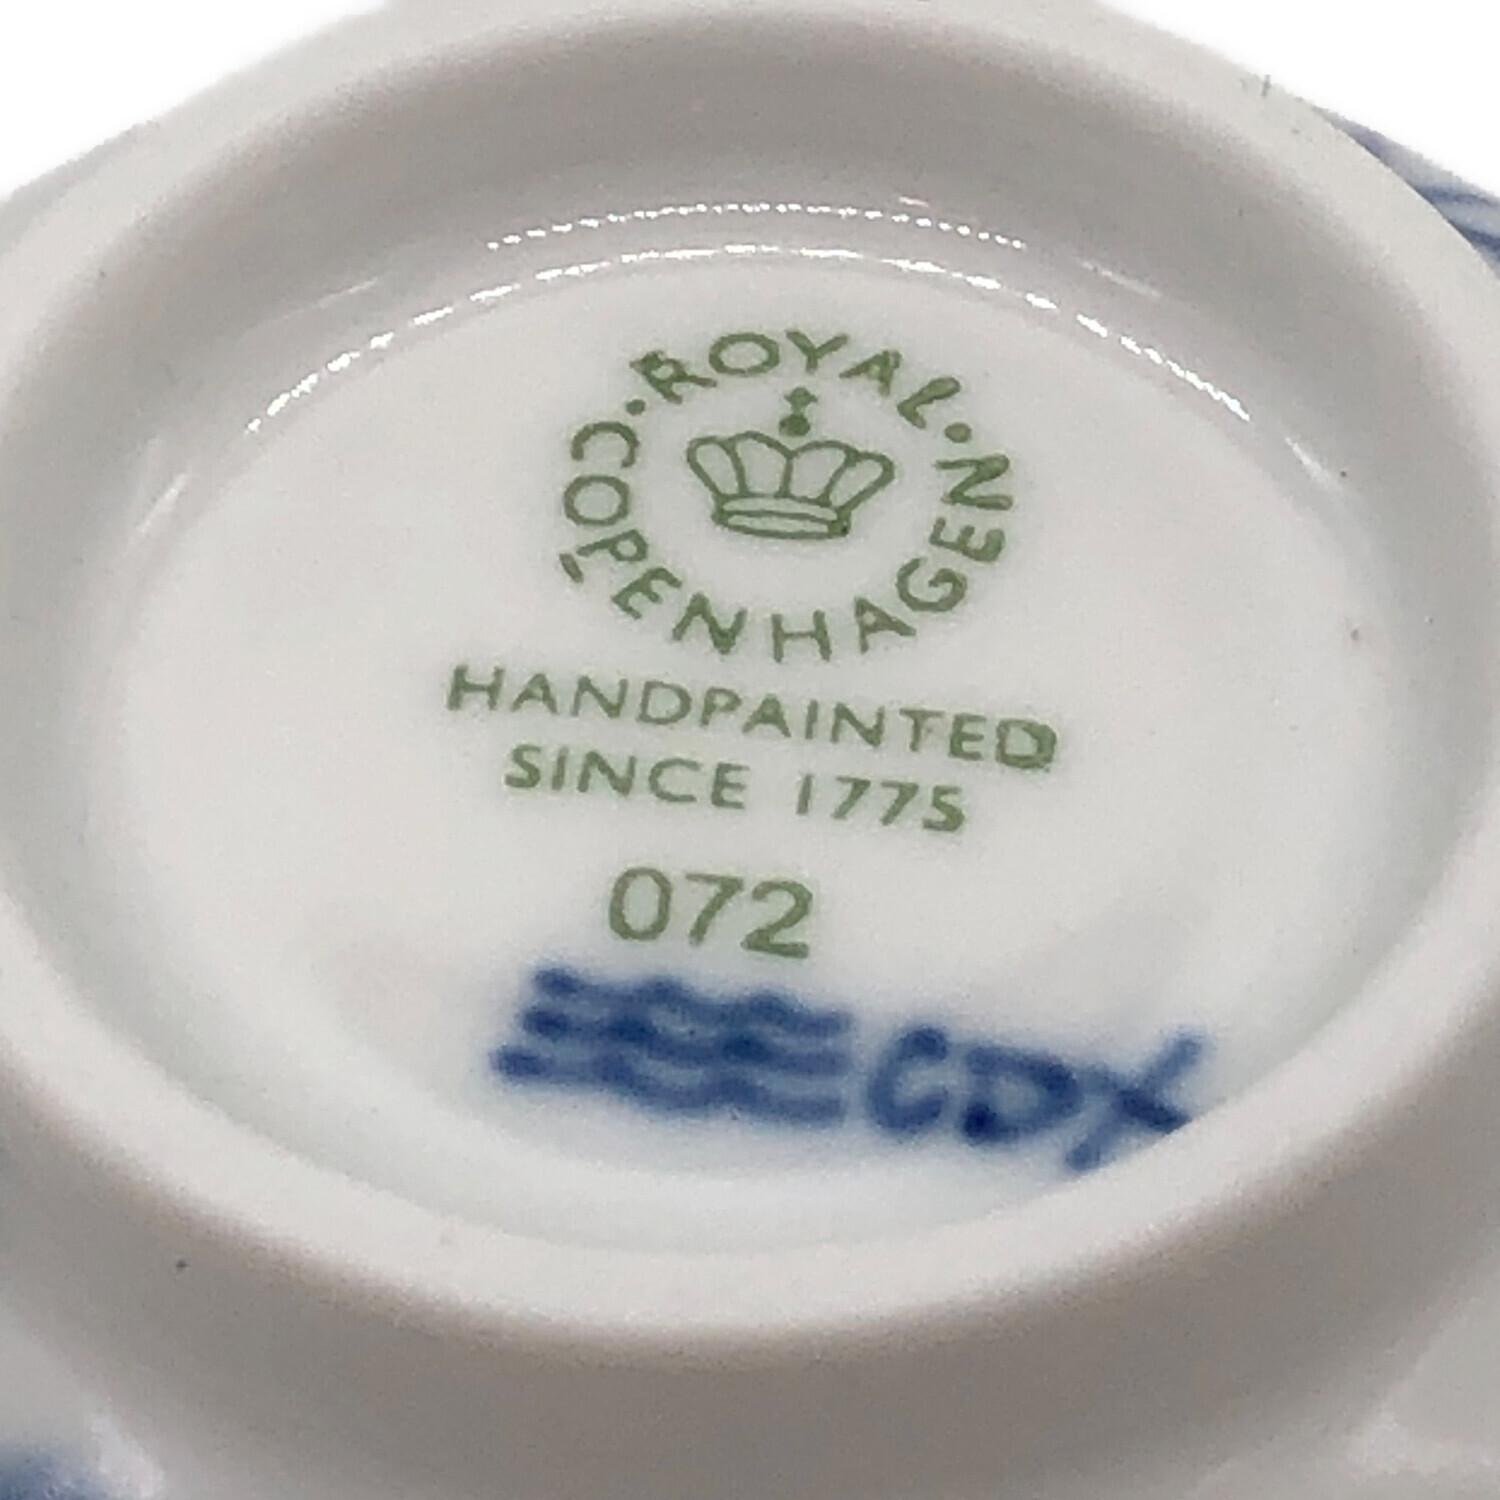 ROYAL • COPENHAGEN •
HANDPAINTED
SINCE 1775
072
CDX